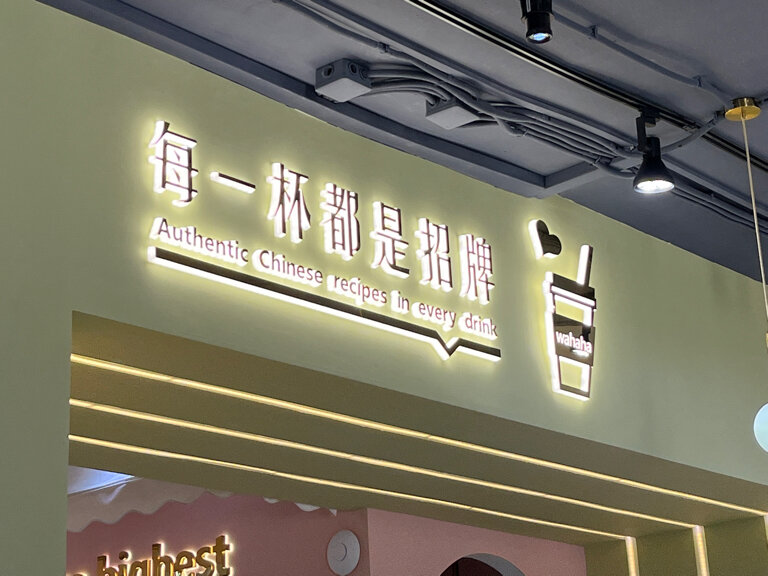 每一杯都是招牌
Authentic Chinese recipes in every drink
wahaha
highest